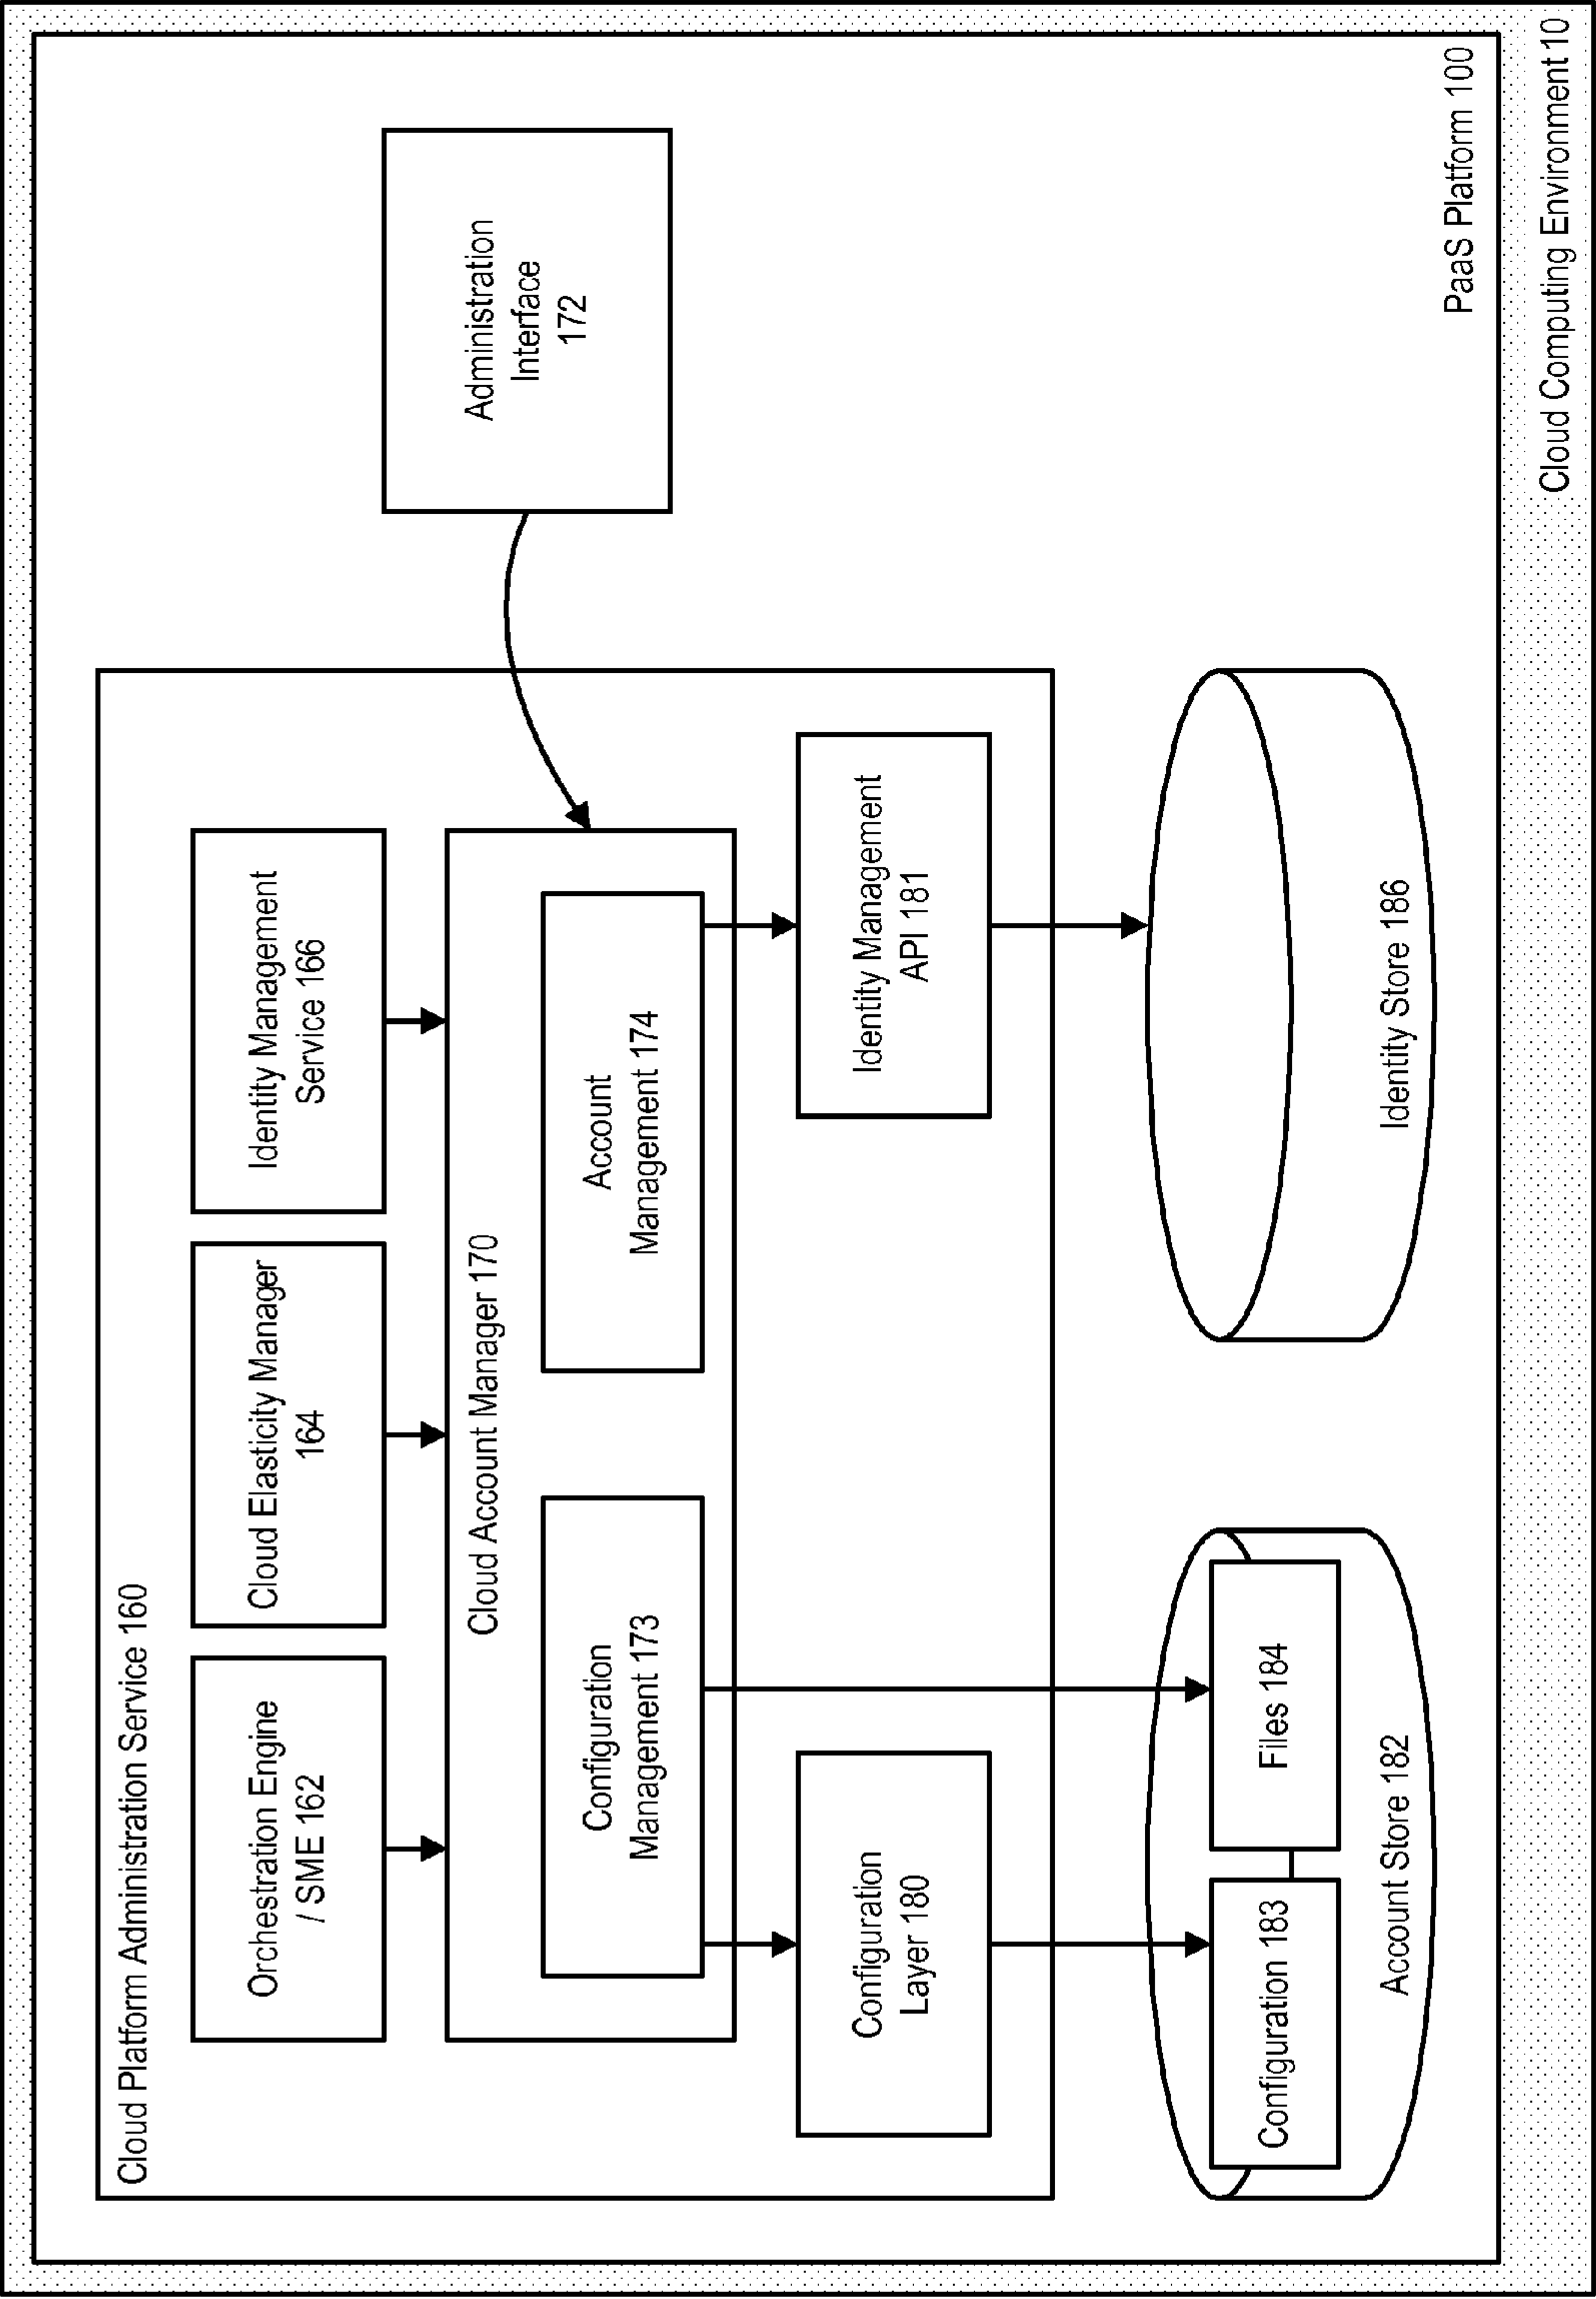 Cloud Platform Administration Service 160
Orchestration Engine
/ SME 162
Cloud Elasticity Manager
164
Identity Management
Service 166
Administration
Interface
172
Cloud Account Manager 170
Configuration
Management 173
Account
Management 174
Configuration
Layer 180
Identity Management
API 181
Configuration 183
Files 184
Account Store 182
Identity Store 186
PaaS Platform 100
Cloud Computing Environment 10